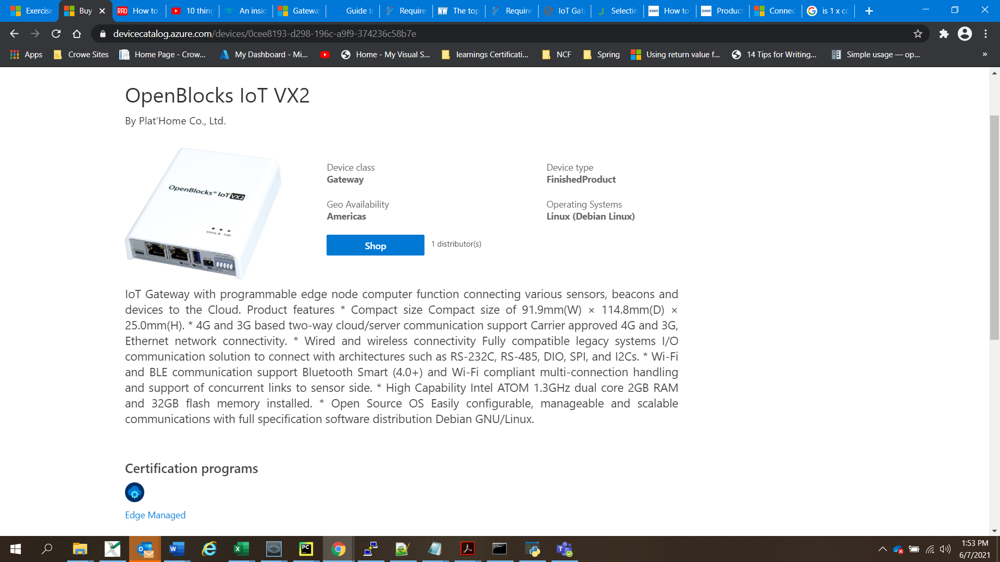 Exercise
Buy
How to
10 thing
An insid
Gateway
Guide to
Require
The top
Require
IoT Gat
Selectin
How to
Product
Connec
is 1 x co
devicecatalog.azure.com/devices/0cee8193-d298-196c-a9f9-374236c58b7e
Apps
Crowe Sites
Home Page - Crow...
My Dashboard - Mi...
Home - My Visual S...
learnings Certificati...
NCF
Spring
Using return value f...
14 Tips for Writing...
Simple usage — op...
»
OpenBlocks IoT VX2
By Plat'Home Co., Ltd.
OpenBlocks® IoT VX2
STATUS
FUNC
Device class
Gateway
Device type
FinishedProduct
Geo Availability
Americas
Operating Systems
Linux (Debian Linux)
Shop
1 distributor(s)
IoT Gateway with programmable edge node computer function connecting various sensors, beacons and
devices to the Cloud. Product features * Compact size Compact size of 91.9mm(W) × 114.8mm(D) ×
25.0mm(H). * 4G and 3G based two-way cloud/server communication support Carrier approved 4G and 3G,
Ethernet network connectivity. * Wired and wireless connectivity Fully compatible legacy systems I/O
communication solution to connect with architectures such as RS-232C, RS-485, DIO, SPI, and I2Cs. * Wi-Fi
and BLE communication support Bluetooth Smart (4.0+) and Wi-Fi compliant multi-connection handling
and support of concurrent links to sensor side. * High Capability Intel ATOM 1.3GHz dual core 2GB RAM
and 32GB flash memory installed. * Open Source OS Easily configurable, manageable and scalable
communications with full specification software distribution Debian GNU/Linux.
Certification programs
Edge Managed
1:53 PM
6/7/2021